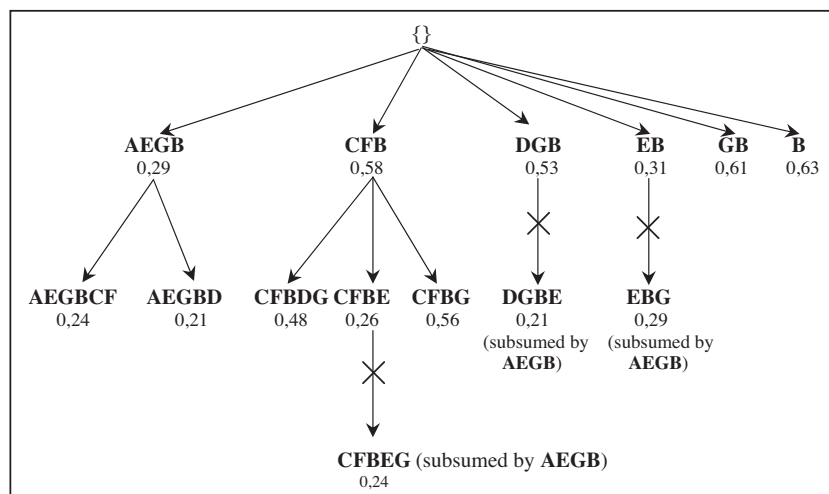 {}
AEGB CFB DGB EB GB B
0,29 0,58 0,53 0,31 0,61 0,63
AEGBCF AEGBD CFBDG CFBE CFBG DGBE EBG
0,24 0,21 0,48 0,26 0,56 0,21 0,29
(subsumed by (subsumed by
AEGB) AEGB)
CFBEG (subsumed by AEGB)
0,24